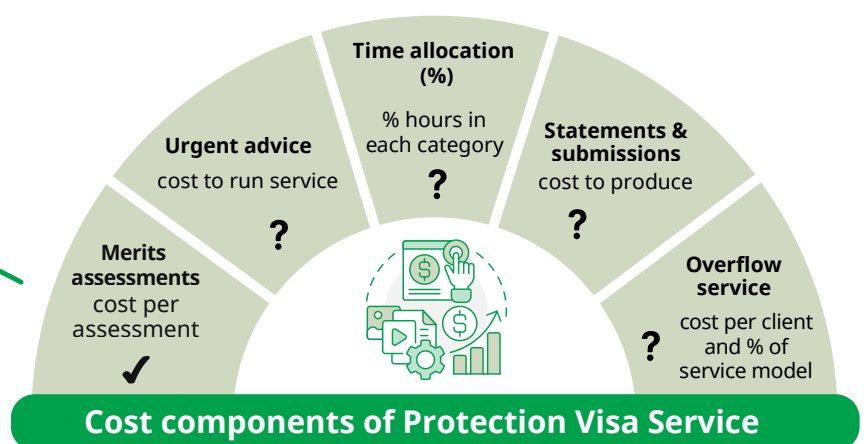 Merits
assessments
cost per
assessment
✔
Urgent advice
cost to run service
?
Time allocation
(%)
% hours in
each category
?
Statements &
submissions
cost to produce
?
Overflow
service
cost per client
and % of
service model
?
$
$
Cost components of Protection Visa Service